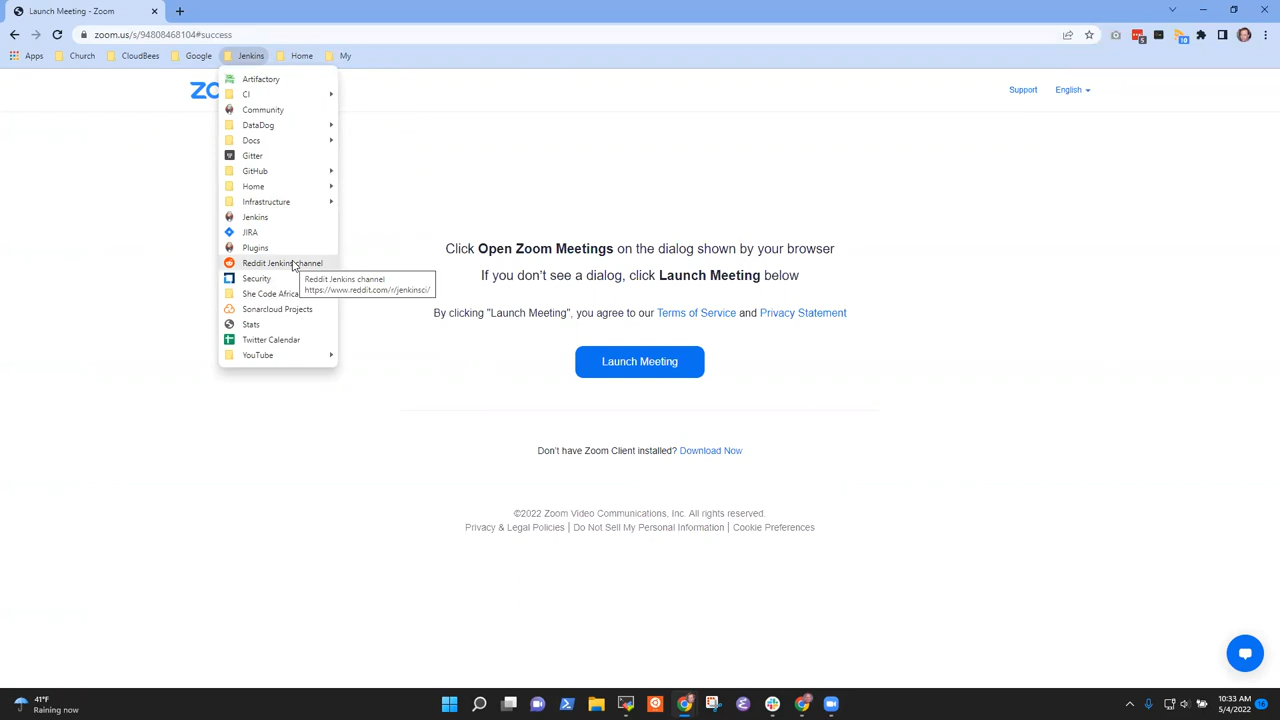 Launch Meeting - Zoom
zoom.us/s/94808468104#success
Apps
Church
CloudBees
Google
Jenkins
Home
My
Artifactory
CI
Community
DataDog
Docs
Gitter
GitHub
Home
Infrastructure
Jenkins
JIRA
Plugins
Reddit Jenkins channel
Security
She Code Africa
Sonarcloud Projects
Stats
Twitter Calendar
YouTube
Reddit Jenkins channel
https://www.reddit.com/r/jenkinsci/
Support
English
Click Open Zoom Meetings on the dialog shown by your browser
If you don't see a dialog, click Launch Meeting below
By clicking "Launch Meeting", you agree to our Terms of Service and Privacy Statement
Launch Meeting
Don't have Zoom Client installed? Download Now
©2022 Zoom Video Communications, Inc. All rights reserved.
Privacy & Legal Policies | Do Not Sell My Personal Information | Cookie Preferences
41°F
Raining now
10:33 AM
5/4/2022